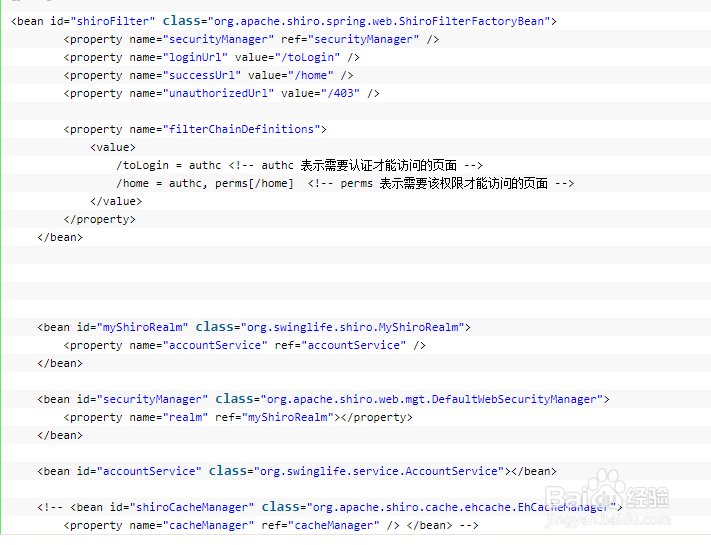 <bean id="shiroFilter" class="org.apache.shiro.spring.web.ShiroFilterFactoryBean">
<property name="securityManager" ref="securityManager" />
<property name="loginUrl" value="/toLogin" />
<property name="successUrl" value="/home" />
<property name="unauthorizedUrl" value="/403" />
<property name="filterChainDefinitions">
<value>
/toLogin = authc <!-- authc 表示需要认证才能访问的页面 -->
/home = authc, perms[/home]  <!-- perms 表示需要该权限才能访问的页面 -->
</value>
</property>
</bean>
<bean id="myShiroRealm" class="org.swinglife.shiro.MyShiroRealm">
<property name="accountService" ref="accountService" />
</bean>
<bean id="securityManager" class="org.apache.shiro.web.mgt.DefaultWebSecurityManager">
<property name="realm" ref="myShiroRealm"></property>
</bean>
<bean id="accountService" class="org.swinglife.service.AccountService"></bean>
<!-- <bean id="shiroCacheManager" class="org.apache.shiro.cache.ehcache.EhCacheManager">
<property name="cacheManager" ref="cacheManager" /> </bean> -->
Baidu 经验
jingyan.baidu.com